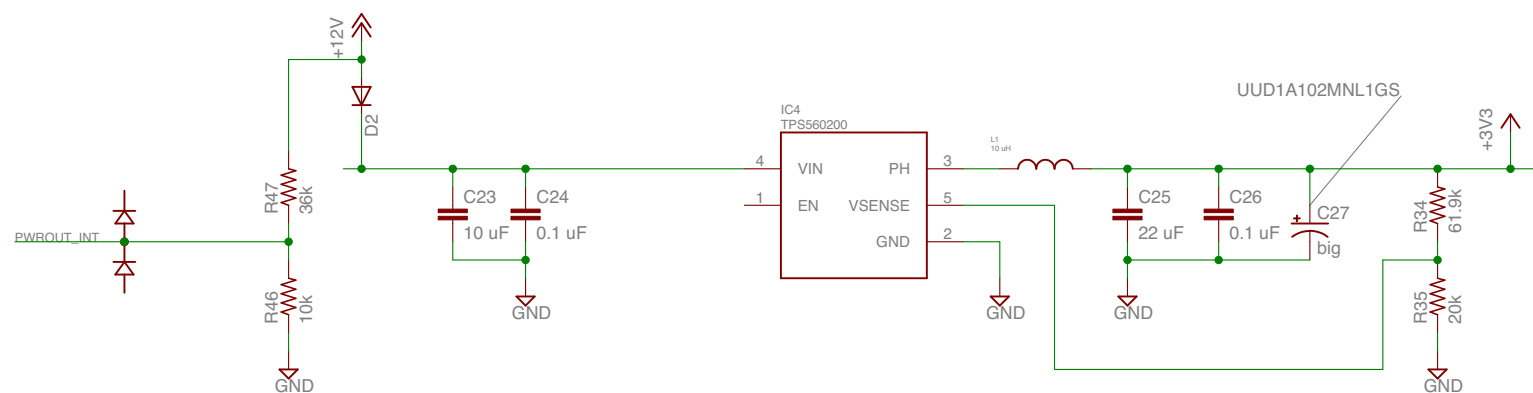 +12V
D2
R47
36k
PWROUT_INT
R46
10k
GND
C23
10 uF
C24
0.1 uF
GND
IC4
TPS560200
4
VIN
PH
3
1
EN
VSENSE
5
GND
2
GND
L1
10 uH
UUD1A102MNL1GS
+3V3
C25
22 uF
C26
0.1 uF
C27
big
GND
R34
61.9k
R35
20k
GND